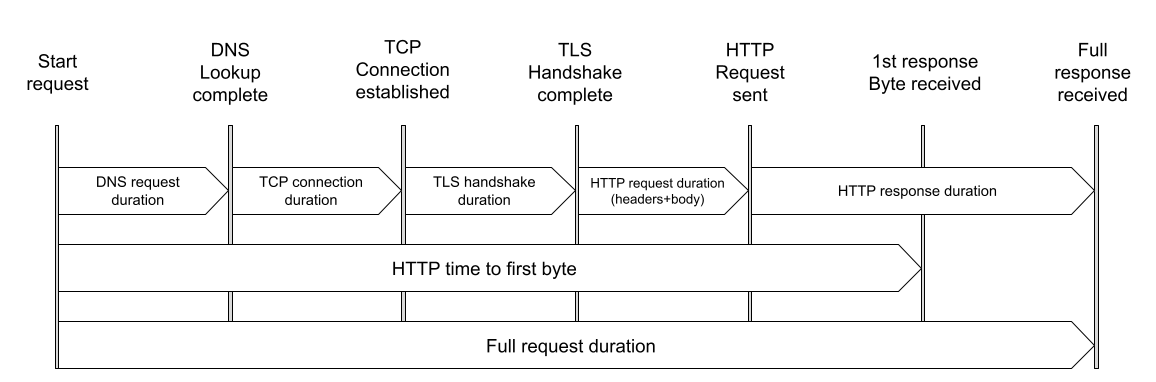 Start
request
DNS
Lookup
complete
TCP
Connection
established
TLS
Handshake
complete
HTTP
Request
sent
1st response
Byte received
Full
response
received
DNS request
duration
TCP connection
duration
TLS handshake
duration
HTTP request duration
(headers+body)
HTTP response duration
HTTP time to first byte
Full request duration